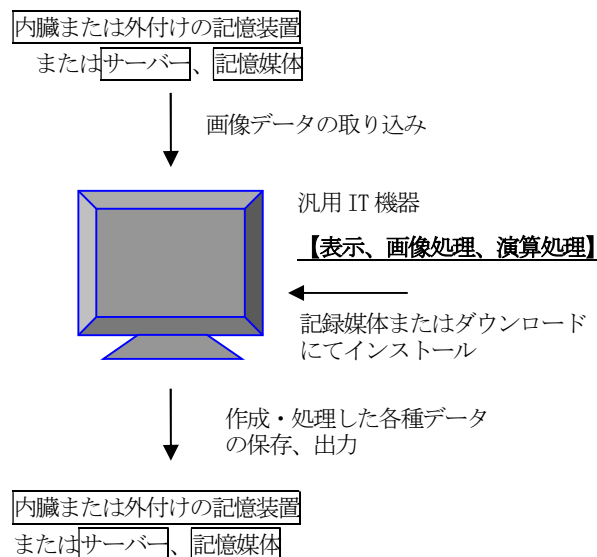 内臓または外付けの記憶装置
またはサーバー、記憶媒体
画像データの取り込み
汎用 IT 機器
【表示、画像処理、演算処理】
記録媒体またはダウンロード
にてインストール
作成・処理した各種データ
の保存、出力
内臓または外付けの記憶装置
またはサーバー、記憶媒体